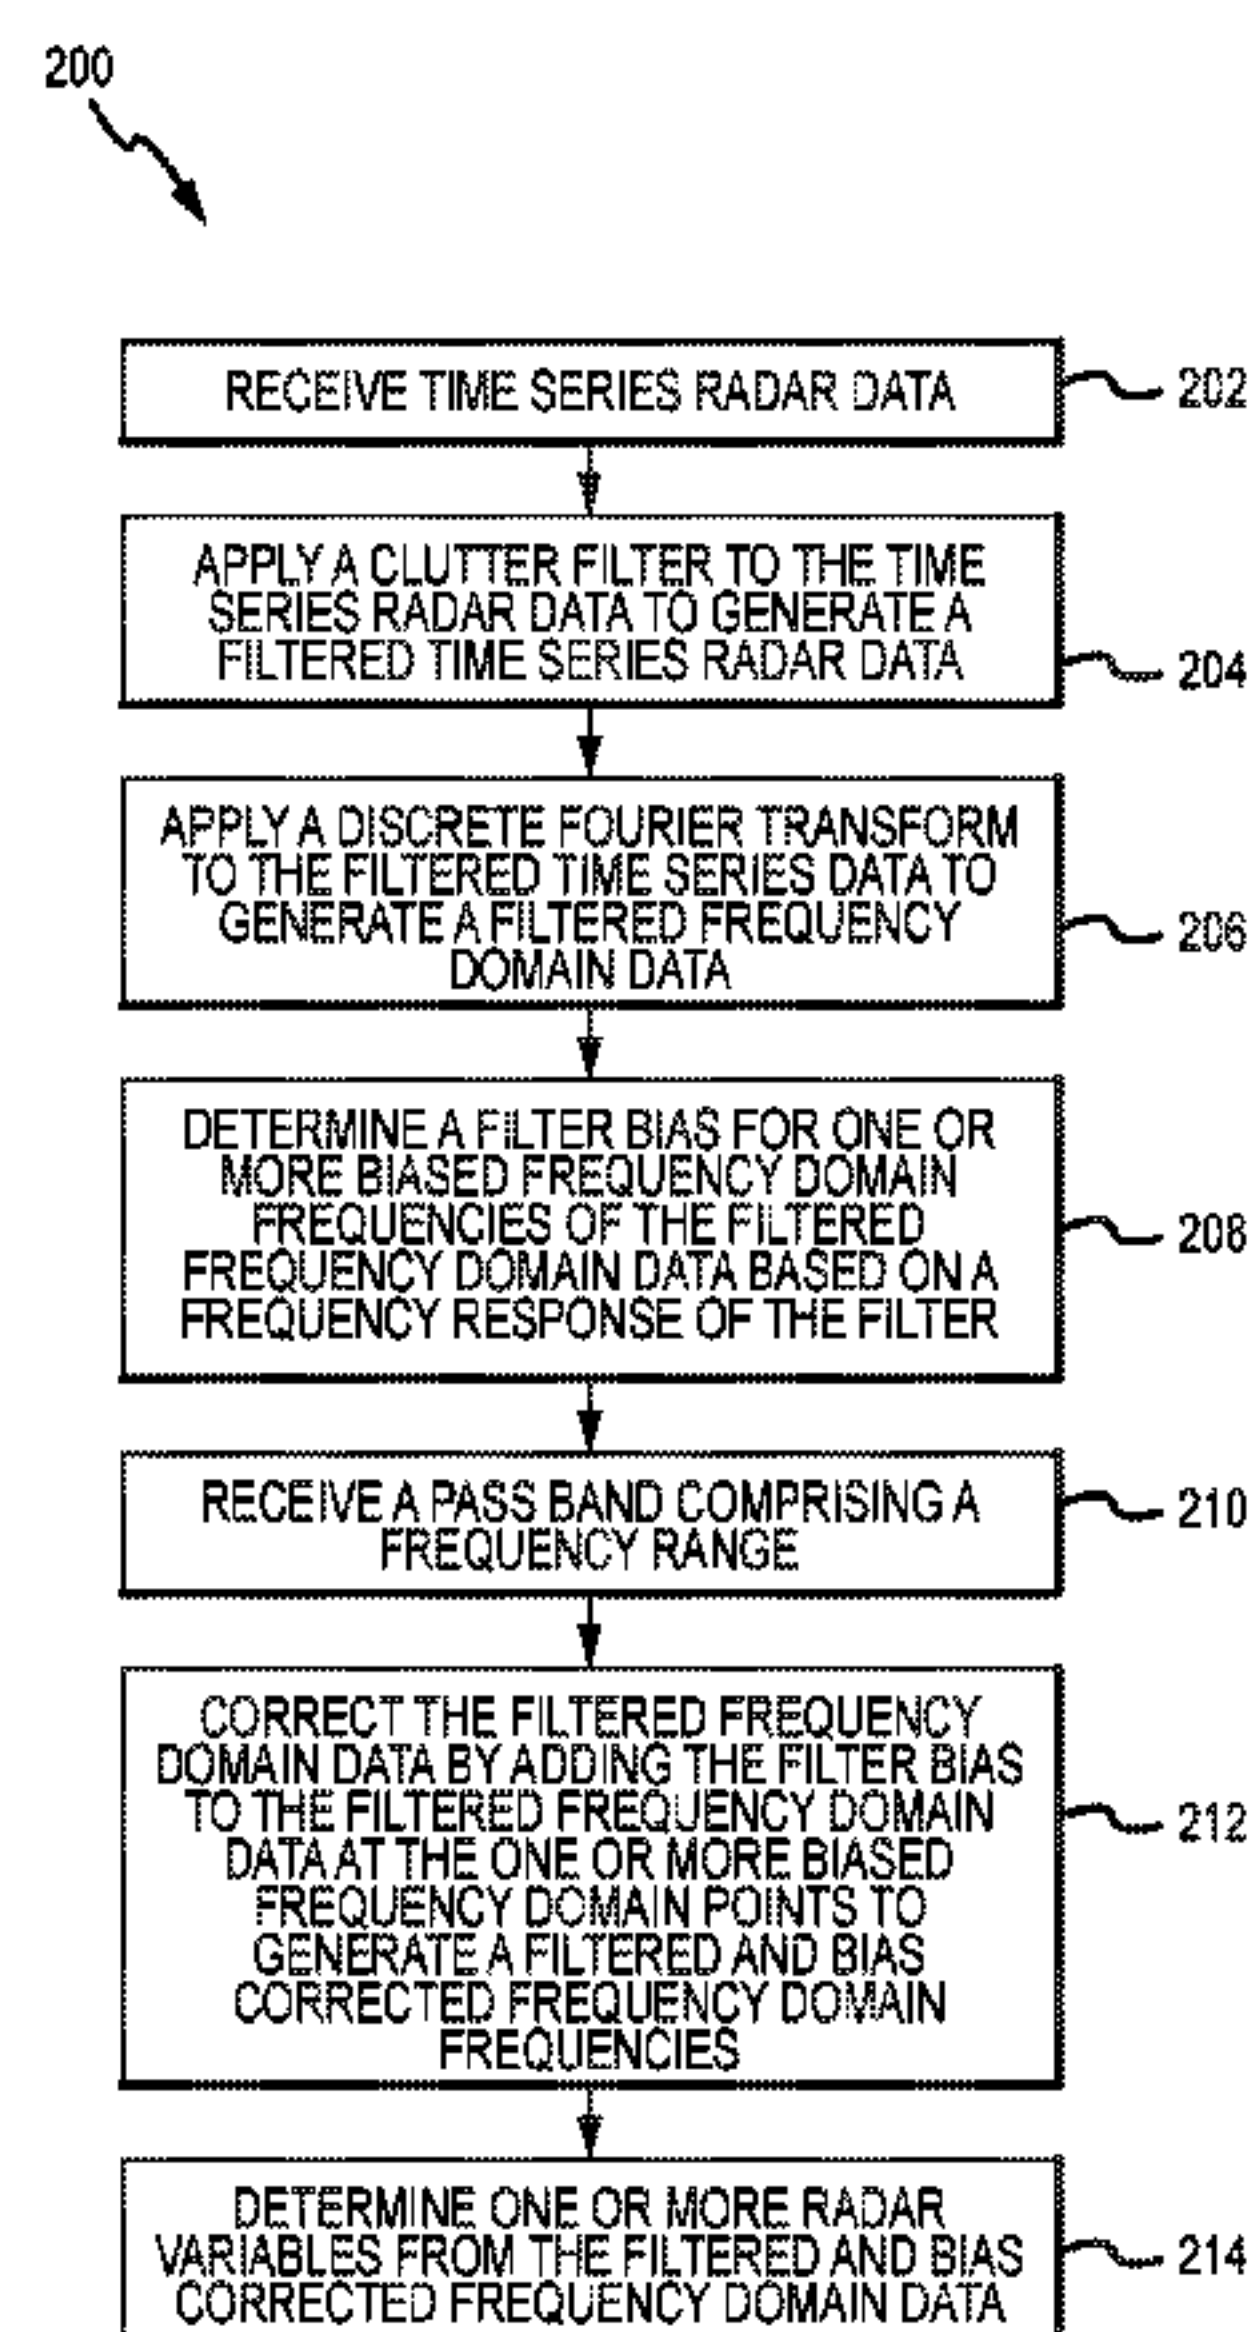 200
RECEIVE TIME SERIES RADAR DATA
202
APPLY A CLUTTER FILTER TO THE TIME
SERIES RADAR DATA TO GENERATE A
FILTERED TIME SERIES RADAR DATA
204
APPLY A DISCRETE FOURIER TRANSFORM
TO THE FILTERED TIME SERIES DATA TO
GENERATE A FILTERED FREQUENCY
DOMAIN DATA
206
DETERMINE A FILTER BIAS FOR ONE OR
MORE BIASED FREQUENCY DOMAIN
FREQUENCIES OF THE FILTERED
FREQUENCY DOMAIN DATA BASED ON A
FREQUENCY RESPONSE OF THE FILTER
208
RECEIVE A PASS BAND COMPRISING A
FREQUENCY RANGE
210
CORRECT THE FILTERED FREQUENCY
DOMAIN DATA BY ADDING THE FILTER BIAS
TO THE FILTERED FREQUENCY DOMAIN
DATA AT THE ONE OR MORE BIASED
FREQUENCY DOMAIN POINTS TO
GENERATE A FILTERED AND BIAS
CORRECTED FREQUENCY DOMAIN
FREQUENCIES
212
DETERMINE ONE OR MORE RADAR
VARIABLES FROM THE FILTERED AND BIAS
CORRECTED FREQUENCY DOMAIN DATA
214